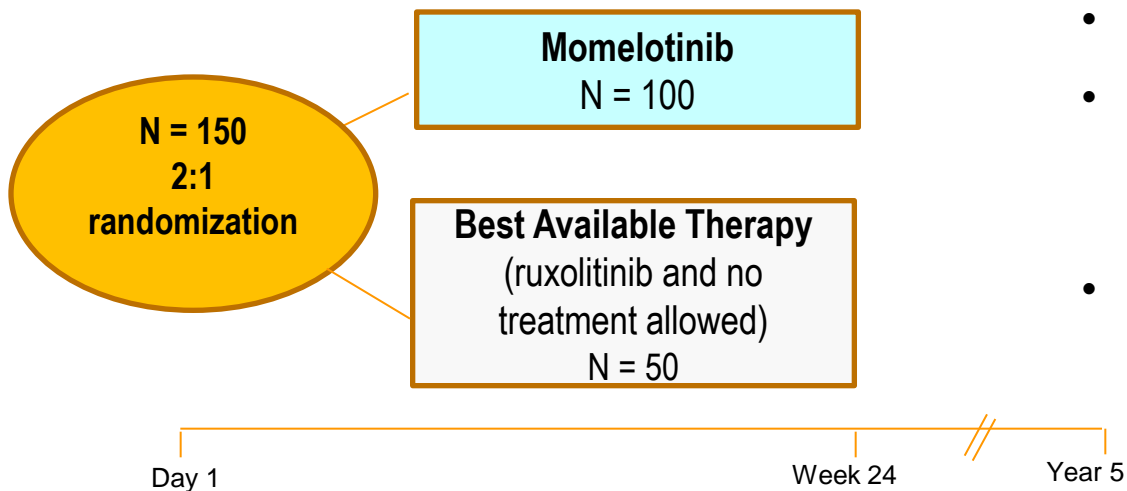 N = 150
2:1
randomization
Momelotinib
N = 100
Best Available Therapy
(ruxolitinib and no
treatment allowed)
N = 50
Day 1
Week 24
Year 5